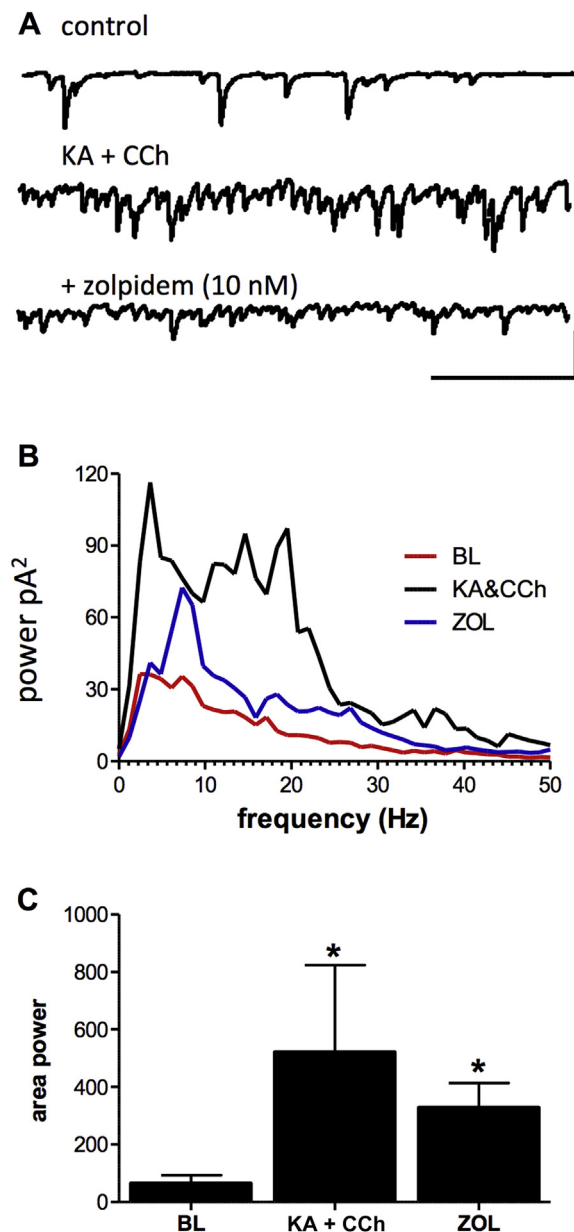 A control
KA + CCh
+ zolpidem (10 nM)
B
120
90
60
30
0
power pA²
BL
KA&CCh
ZOL
0 10 20 30 40 50
frequency (Hz)
C
1000
800
600
400
200
0
area power
* *
BL KA + CCh ZOL